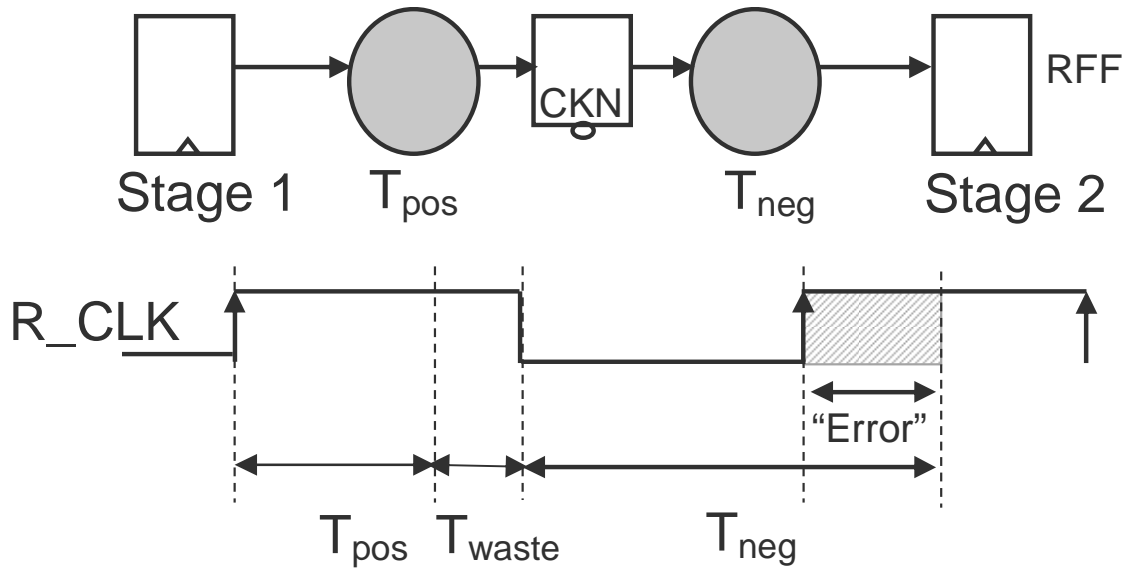 RFF
CKN
Stage 1
Tpos
Tneg
Stage 2
R_CLK
“Error”
Tpos
Twaste
Tneg